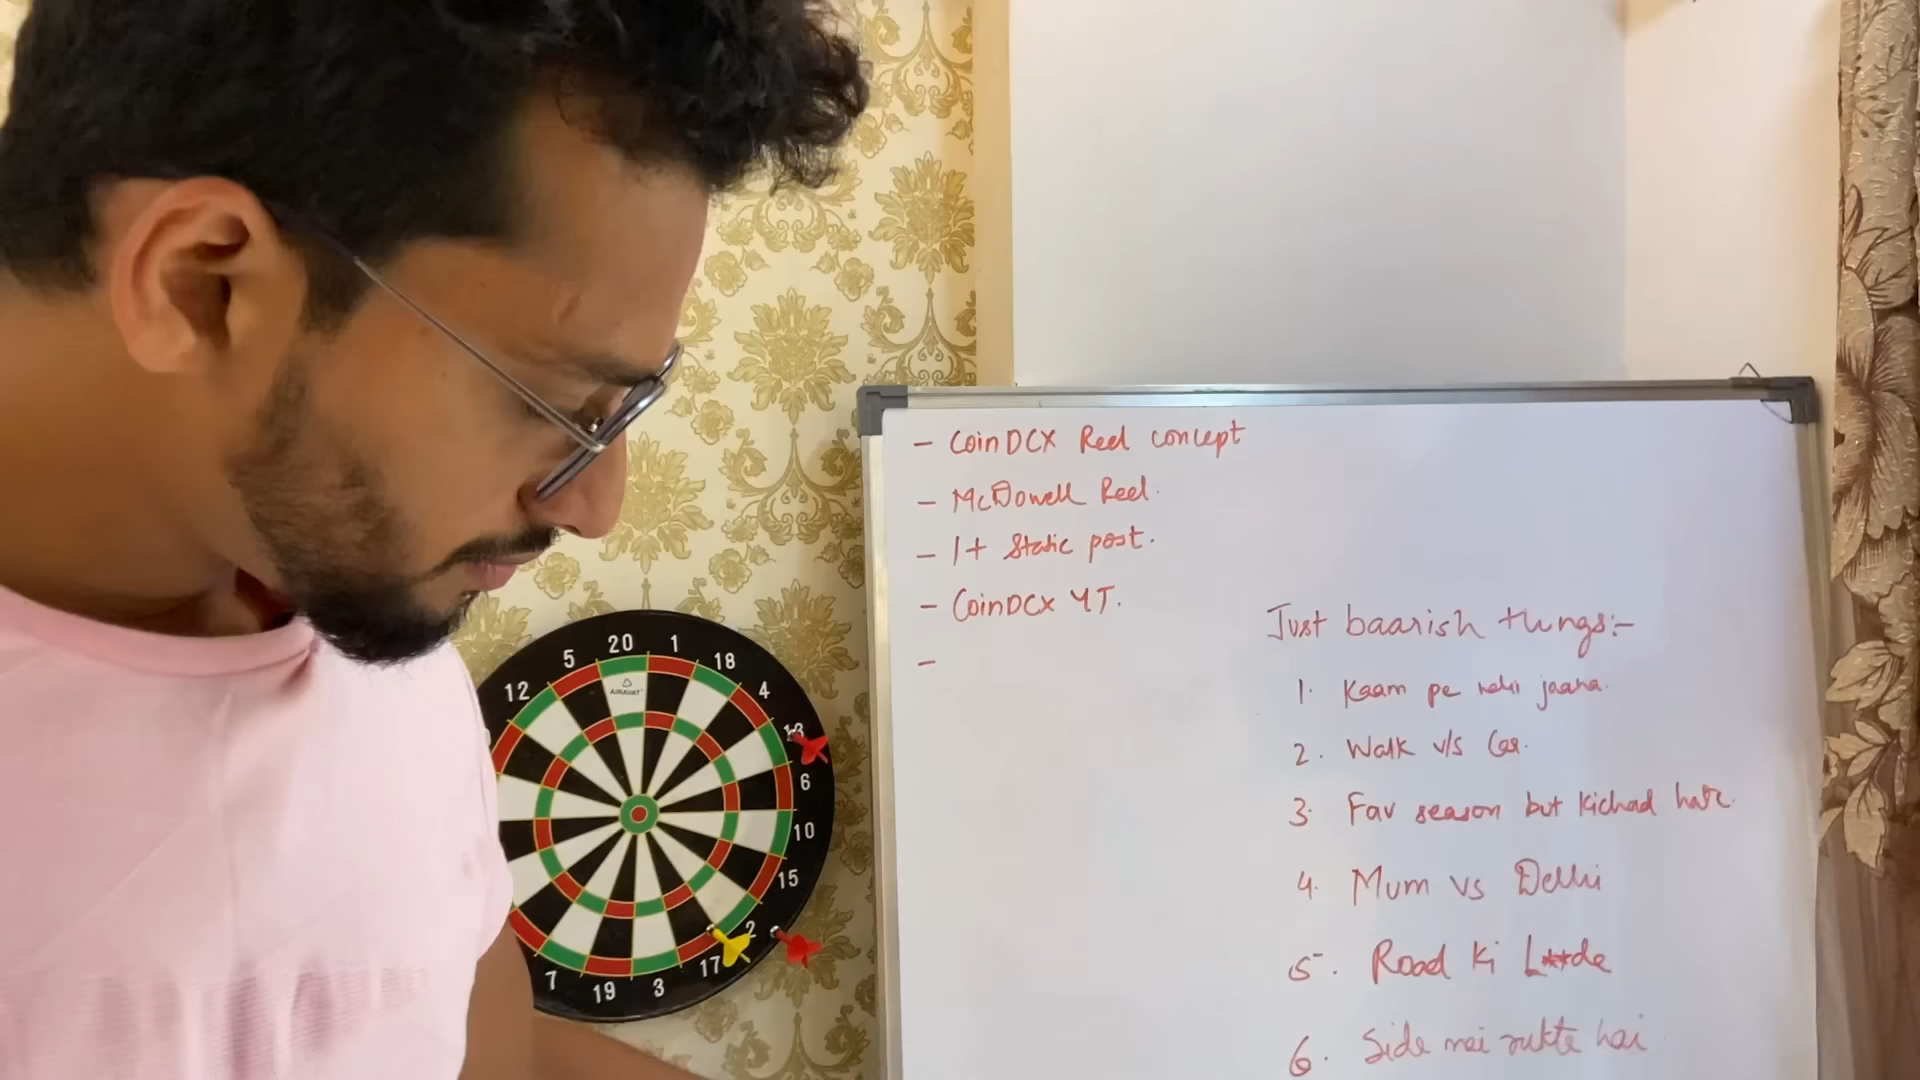 - CoinDCX Reel concept
- McDowell Reel.
- 1+ Static post.
- CoinDCX YT.
-
Just baarish things:-
1. Kaam pe nahi jaana.
2. Walk v/s Car.
3. Fav season but kichad hate.
4. Mum vs Delhi
5. Road ki L**de
6. Side mai rukte hai
20 1 18 4 13 6 10 15 2 17 3 19 7 12 5